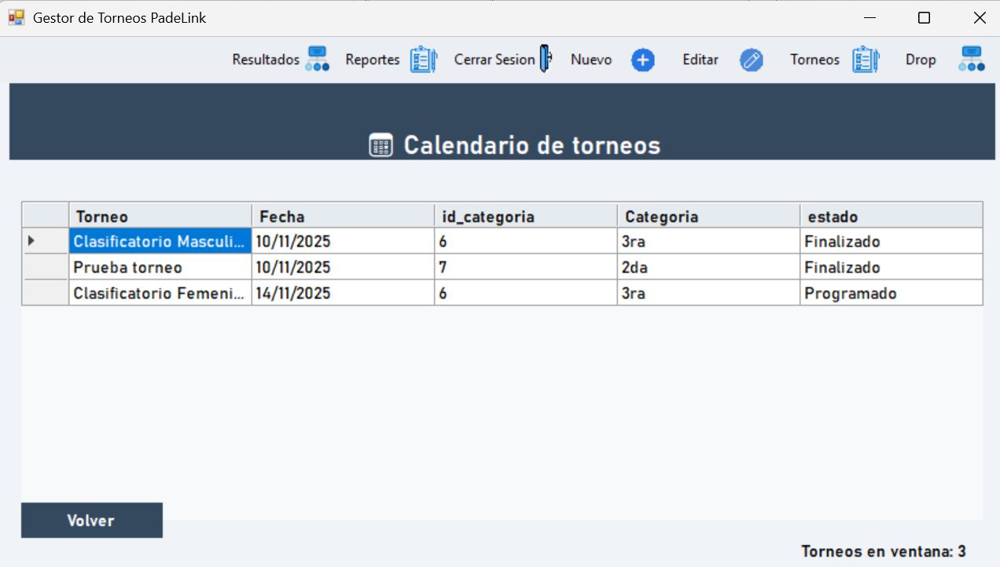 Gestor de Torneos PadeLink
Resultados Reportes Cerrar Sesion Nuevo Editar Torneos Drop
Calendario de torneos
Torneo Fecha id_categoria Categoria estado
Clasificatorio Masculi... 10/11/2025 6 3ra Finalizado
Prueba torneo 10/11/2025 7 2da Finalizado
Clasificatorio Femeni... 14/11/2025 6 3ra Programado
Volver
Torneos en ventana: 3